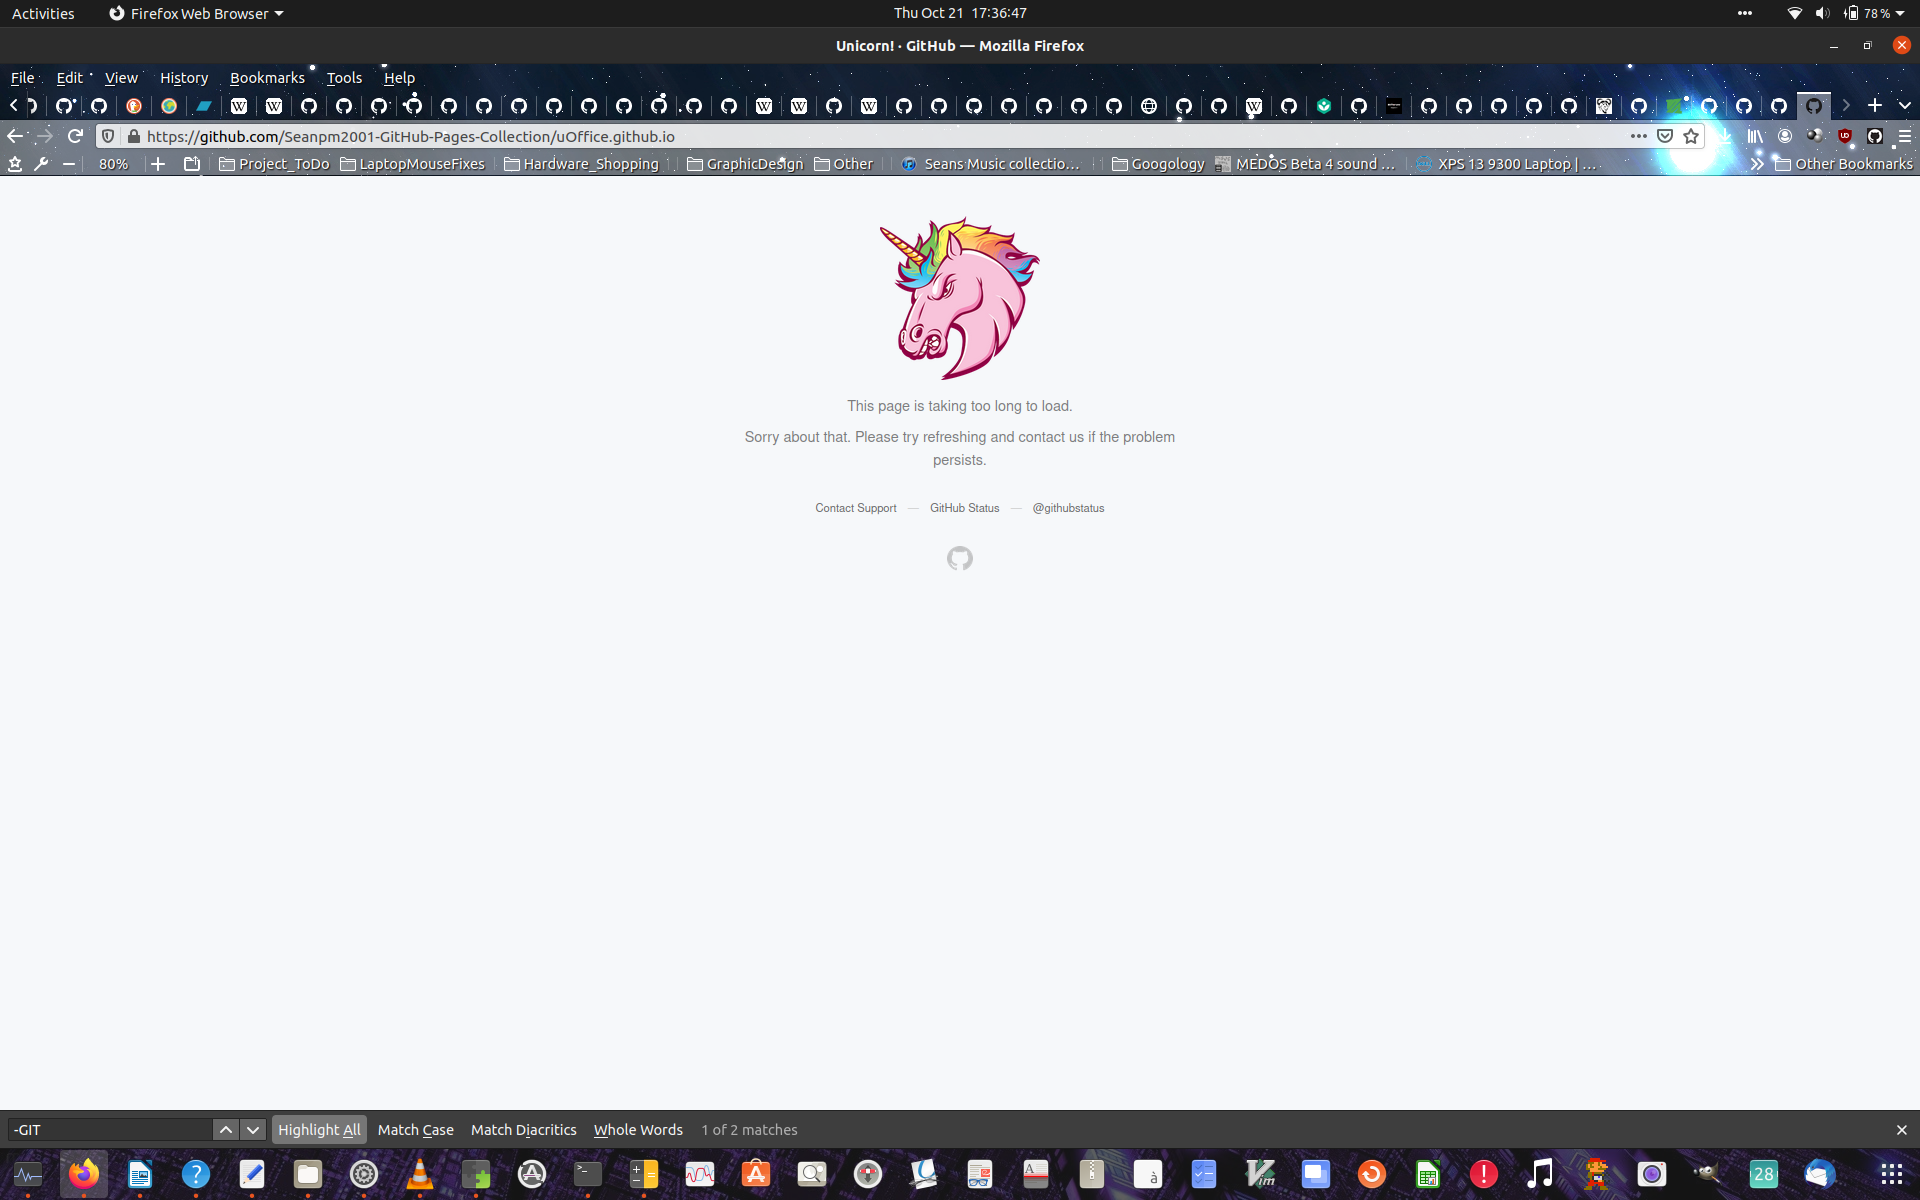 Activities
Firefox Web Browser
Thu Oct 21 17:36:47
78 %
Unicorn! · GitHub — Mozilla Firefox
File Edit View History Bookmarks Tools Help
https://github.com/Seanpm2001-GitHub-Pages-Collection/uOffice.github.io
80% Project_ToDo LaptopMouseFixes Hardware_Shopping GraphicDesign Other Seans Music collectio... Googology MEDOS Beta 4 sound ... XPS 13 9300 Laptop | ... Other Bookmarks
This page is taking too long to load.
Sorry about that. Please try refreshing and contact us if the problem
persists.
Contact Support — GitHub Status — @githubstatus
-GIT Highlight All Match Case Match Diacritics Whole Words 1 of 2 matches
28